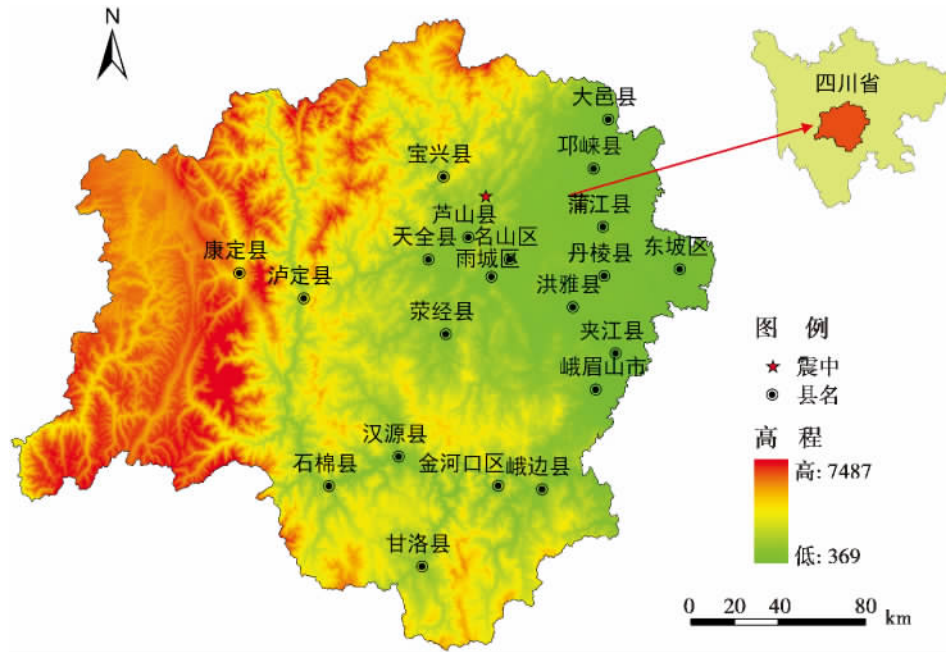 N
四川省
大邑县
邛崃县
宝兴县
蒲江县
芦山县
天全县
名山区
雨城区
丹棱县
东坡区
康定县
泸定县
洪雅县
荥经县
夹江县
峨眉山市
汉源县
石棉县
金河口区
峨边县
甘洛县
图 例
震中
县名
高 程
高: 7487
低: 369
0 20 40 80 km